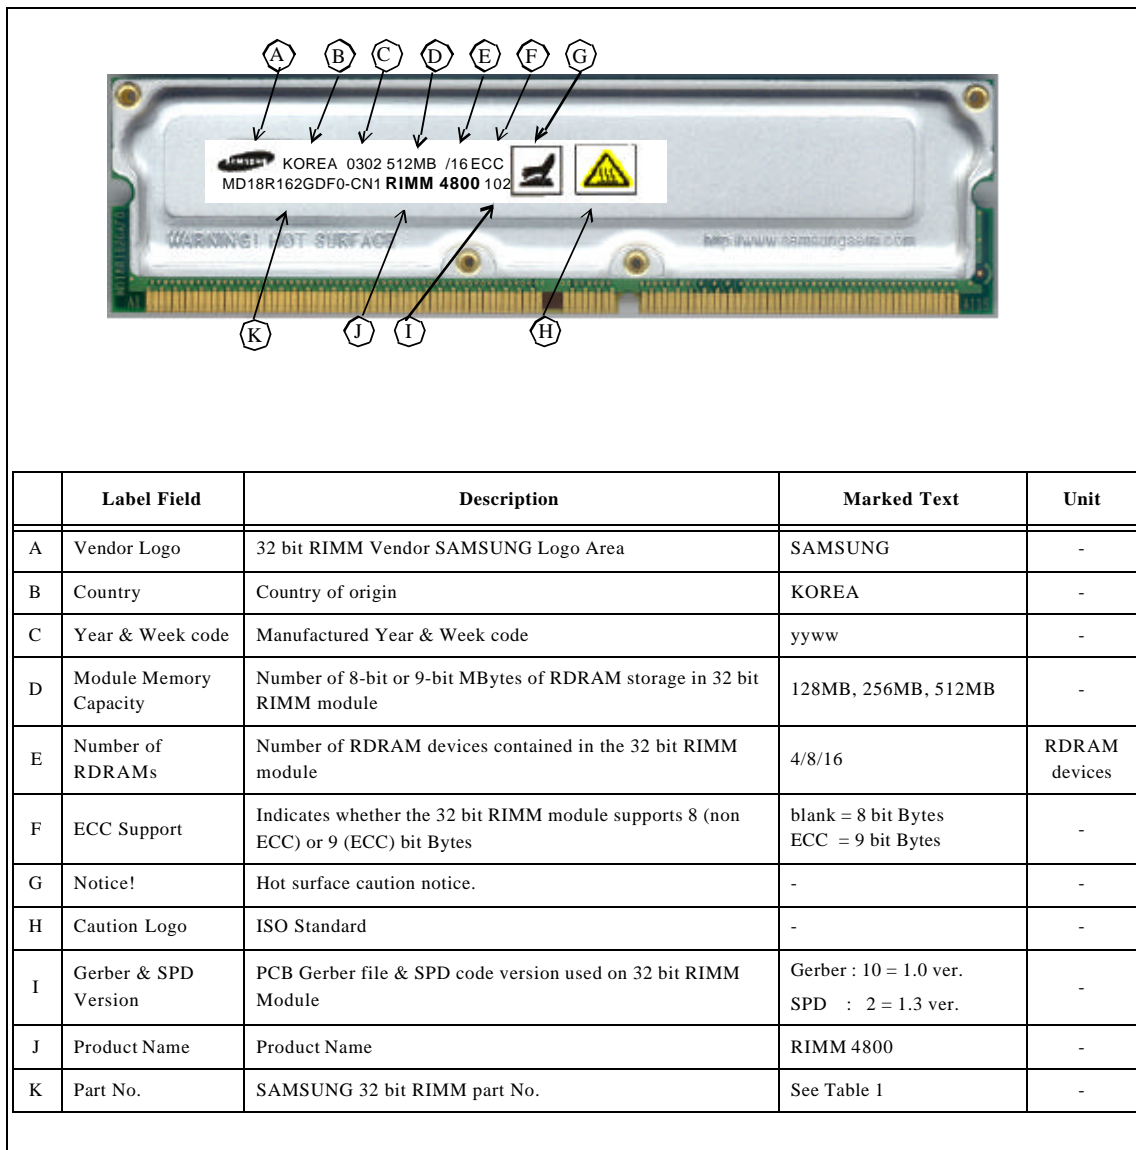 A B C D E F G
SAMSUNG KOREA 0302 512MB /16 ECC
MD18R162GDF0-CN1 RIMM 4800 102
WARNING! HOT SURFACE
http://www.samsungsemi.com
A1
K J I H
Label Field Description Marked Text Unit
A Vendor Logo 32 bit RIMM Vendor SAMSUNG Logo Area SAMSUNG -
B Country Country of origin KOREA -
C Year & Week code Manufactured Year & Week code yyww -
D Module Memory Capacity Number of 8-bit or 9-bit MBytes of RDRAM storage in 32 bit RIMM module 128MB, 256MB, 512MB -
E Number of RDRAMs Number of RDRAM devices contained in the 32 bit RIMM module 4/8/16 RDRAM devices
F ECC Support Indicates whether the 32 bit RIMM module supports 8 (non ECC) or 9 (ECC) bit Bytes blank = 8 bit Bytes ECC = 9 bit Bytes -
G Notice! Hot surface caution notice. - -
H Caution Logo ISO Standard - -
I Gerber & SPD Version PCB Gerber file & SPD code version used on 32 bit RIMM Module Gerber : 10 = 1.0 ver. SPD : 2 = 1.3 ver. -
J Product Name Product Name RIMM 4800 -
K Part No. SAMSUNG 32 bit RIMM part No. See Table 1 -